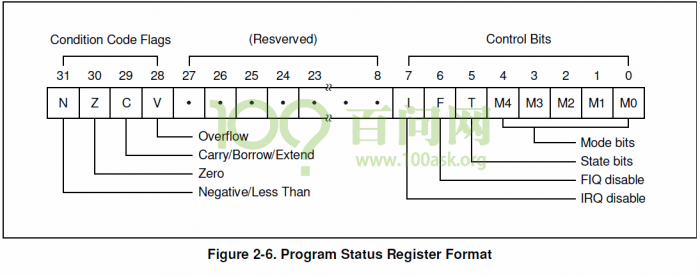 Condition Code Flags (Resverved) Control Bits
31 30 29 28 27 26 25 24 23 8 7 6 5 4 3 2 1 0
N Z C V • • • • • • • I F T M4 M3 M2 M1 M0
Overflow
Carry/Borrow/Extend
Zero
Negative/Less Than
Mode bits
State bits
FIQ disable
IRQ disable
100? 百问网
www.100ask.org
Figure 2-6. Program Status Register Format